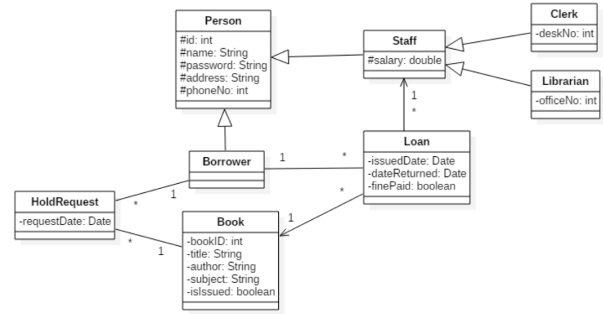 Person
#id: int
#name: String
#password: String
#address: String
#phoneNo: int
Staff
#salary: double
Clerk
-deskNo: int
Librarian
-officeNo: int
1
*
Borrower
1
*
Loan
-issuedDate: Date
-dateReturned: Date
-finePaid: boolean
HoldRequest
-requestDate: Date
*
1
*
1
Book
-bookID: int
-title: String
-author: String
-subject: String
-isIssued: boolean
1
*